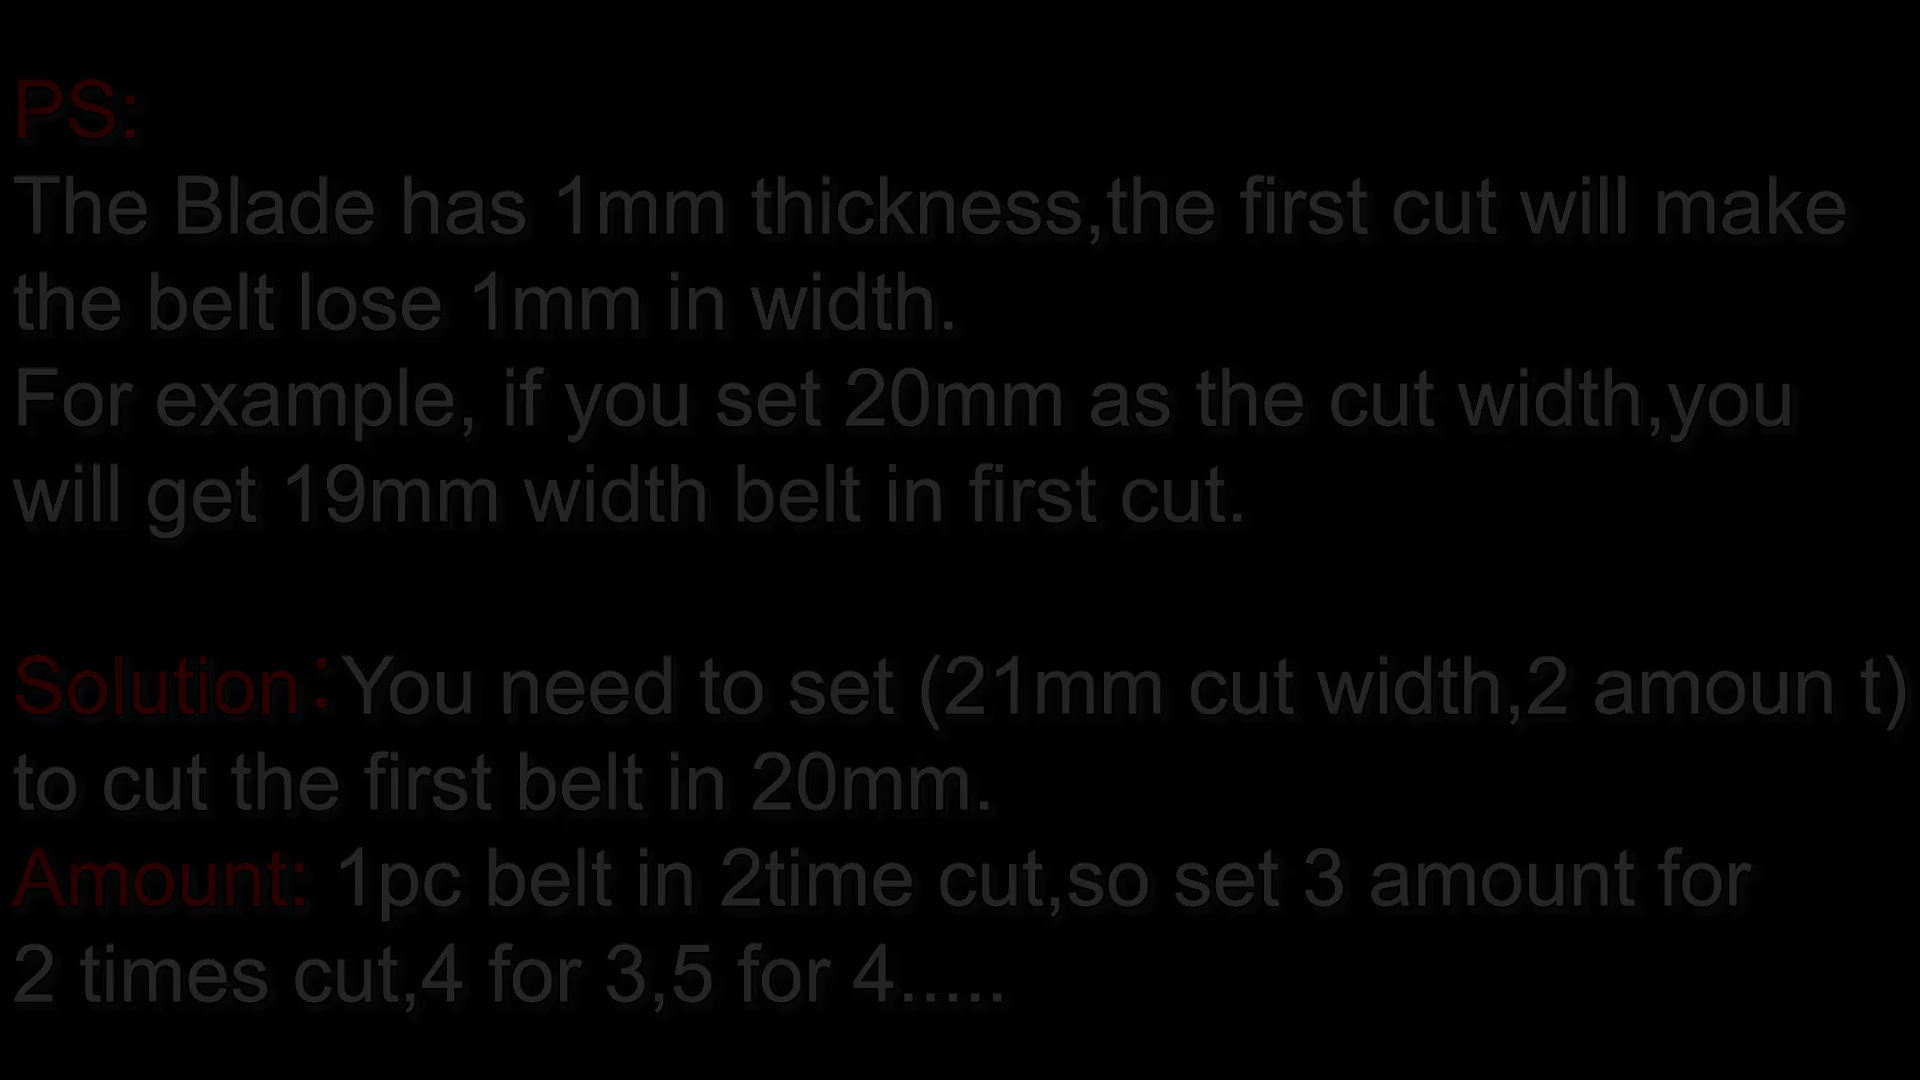 PS:
The Blade has 1mm thickness,the first cut will make
the belt lose 1mm in width.
For example, if you set 20mm as the cut width,you
will get 19mm width belt in first cut.
Solution：You need to set (21mm cut width,2 amoun t)
to cut the first belt in 20mm.
Amount: 1pc belt in 2time cut,so set 3 amount for
2 times cut,4 for 3,5 for 4.....